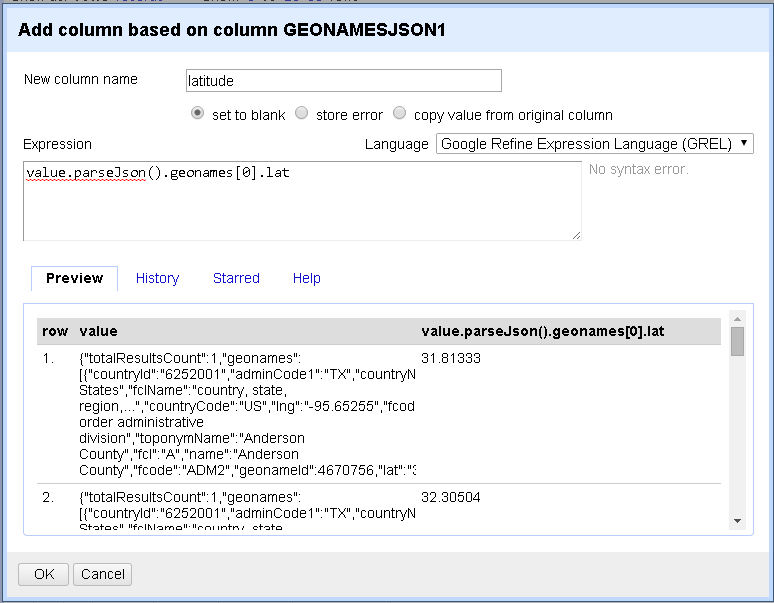 Add column based on column GEONAMESJSON1
New column name latitude
set to blank store error copy value from original column
Expression Language Google Refine Expression Language (GREL)
value.parseJson().geonames[0].lat No syntax error.
Preview History Starred Help
row value value.parseJson().geonames[0].lat
1. {"totalResultsCount":1,"geonames": 31.81333
[{"countryId":"6252001","adminCode1":"TX","countryN
States","fclName":"country, state,
region,...","countryCode":"US","lng":"-95.65255","fcod
order administrative
division","toponymName":"Anderson
County","fcl":"A","name":"Anderson
County","fcode":"ADM2","geonameId":4670756,"lat":"3
2. {"totalResultsCount":1,"geonames": 32.30504
[{"countryId":"6252001","adminCode1":"TX","countryN
States","fclName":"country, state
OK Cancel